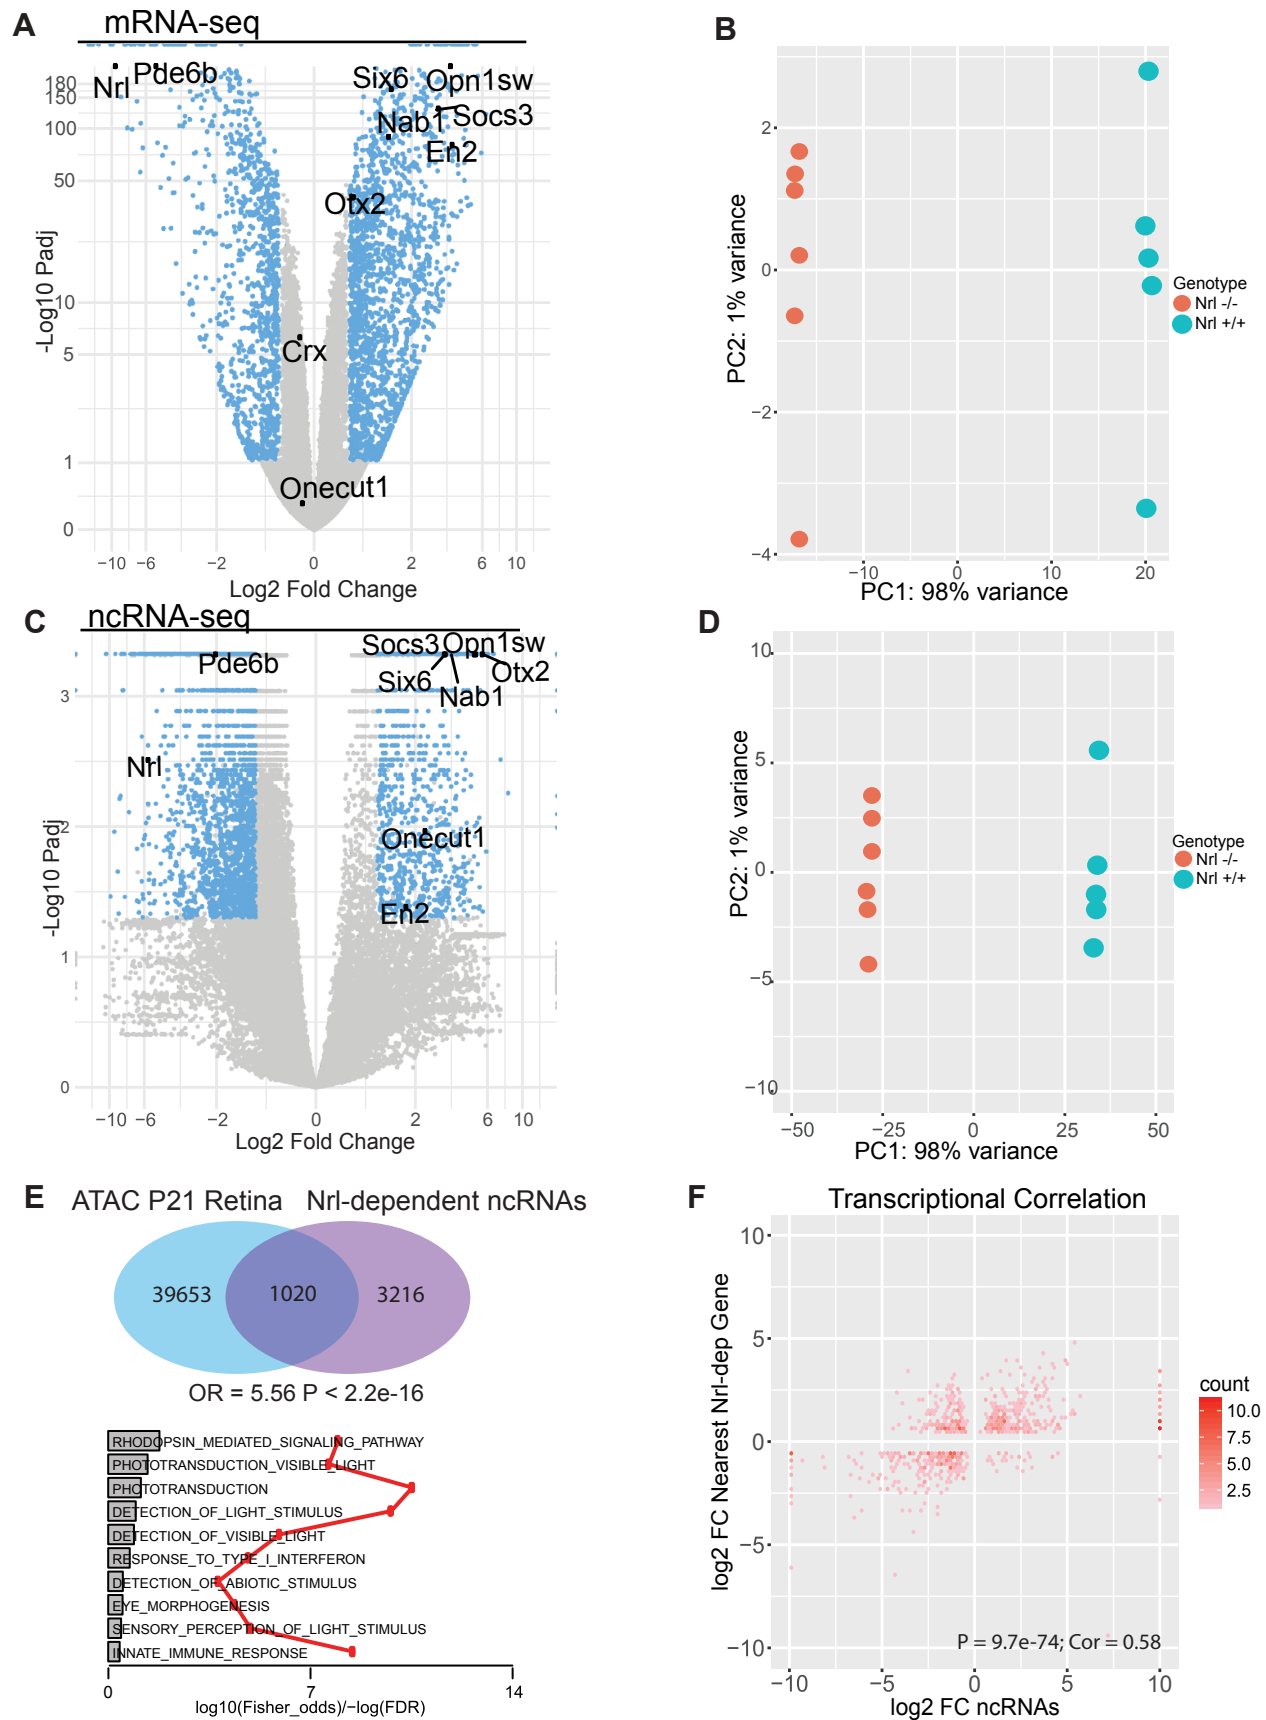 A
mRNA-seq
Nrl
Pde6b
Six6
Opn1sw
Nab1
Socs3
En2
Otx2
Crx
Onecut1
180
150
100
50
10
5
1
0
-Log10 Padj
−10 −6 −2 0 2 6 10
Log2 Fold Change
B
2
0
−2
−4
PC2: 1% variance
−10 0 10 20
PC1: 98% variance
Genotype
Nrl -/-
Nrl +/+
C
ncRNA-seq
Pde6b
Socs3
Opn1sw
Six6
Nab1
Otx2
Nrl
Onecut1
En2
3
2
1
0
-Log10 Padj
−10 −6 −2 0 2 6 10
Log2 Fold Change
D
10
5
0
−5
−10
PC2: 1% variance
−50 −25 0 25 50
PC1: 98% variance
Genotype
Nrl -/-
Nrl +/+
E
ATAC P21 Retina Nrl-dependent ncRNAs
39653 1020 3216
OR = 5.56 P < 2.2e-16
RHODOPSIN_MEDIATED_SIGNALING_PATHWAY
PHOTOTRANSDUCTION_VISIBLE_LIGHT
PHOTOTRANSDUCTION
DETECTION_OF_LIGHT_STIMULUS
DETECTION_OF_VISIBLE_LIGHT
RESPONSE_TO_TYPE_I_INTERFERON
DETECTION_OF_ABIOTIC_STIMULUS
EYE_MORPHOGENESIS
SENSORY_PERCEPTION_OF_LIGHT_STIMULUS
INNATE_IMMUNE_RESPONSE
0 7 14
log10(Fisher_odds)/−log(FDR)
F
Transcriptional Correlation
10
5
0
−5
−10
log2 FC Nearest Nrl-dep Gene
P = 9.7e-74; Cor = 0.58
−10 −5 0 5 10
log2 FC ncRNAs
count
10.0
7.5
5.0
2.5